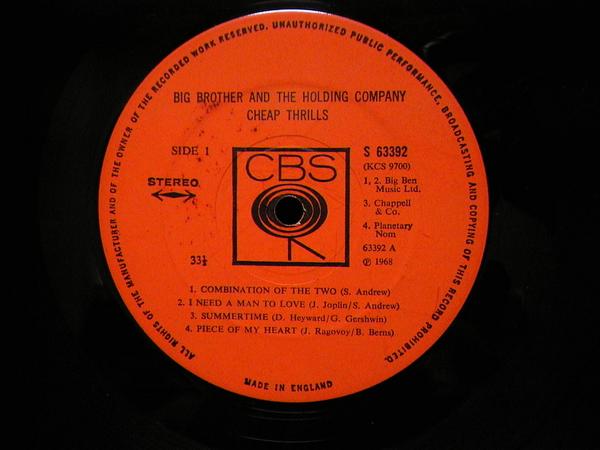 ALL RIGHTS OF THE MANUFACTURER AND OF THE OWNER OF THE RECORDED WORK RESERVED. UNAUTHORIZED PUBLIC PERFORMANCE, BROADCASTING AND COPYING OF THIS RECORD PROHIBITED.
BIG BROTHER AND THE HOLDING COMPANY
CHEAP THRILLS
SIDE 1
STEREO
33⅓
CBS
S 63392
(KCS 9700)
1, 2. Big Ben
Music Ltd.
3. Chappell
& Co.
4. Planetary
Nom
63392 A
℗ 1968
1. COMBINATION OF THE TWO (S. Andrew)
2. I NEED A MAN TO LOVE (J. Joplin/S. Andrew)
3. SUMMERTIME (D. Heyward/G. Gershwin)
4. PIECE OF MY HEART (J. Ragovoy/B. Berns)
MADE IN ENGLAND